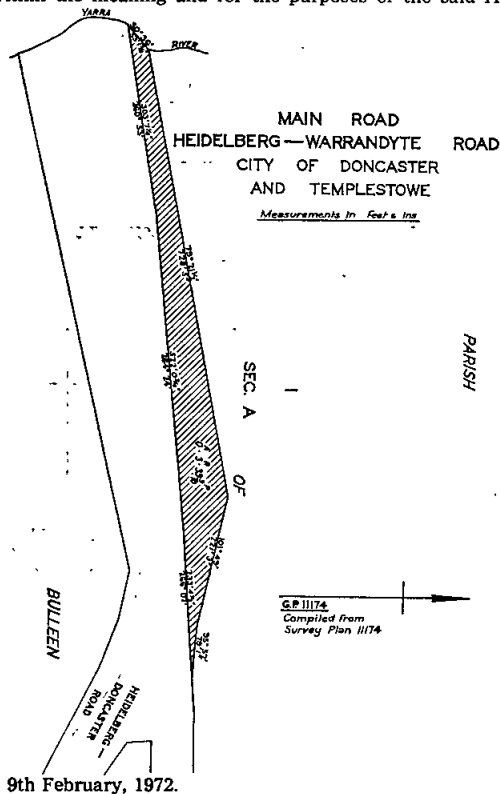 within the meaning and for the purposes of the said
YARRA
RIVER
MAIN ROAD
HEIDELBERG—WARRANDYTE ROAD
CITY OF DONCASTER
AND TEMPLESTOWE
Measurements in Feet & Ins
SEC. A
OF
PARISH
BULLEEN
HEIDELBERG—
DONCASTER
ROAD
G.P. 11174
Compiled from
Survey Plan 11174
9th February, 1972.